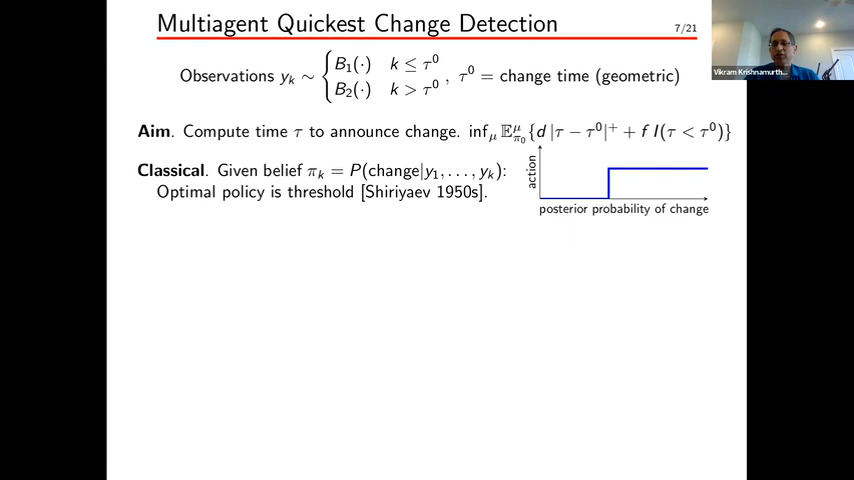 Multiagent Quickest Change Detection
7/21
Vikram Krishnamurth...
Observations y_k ∼ { B_1(·) k ≤ τ^0
B_2(·) k > τ^0 , τ^0 = change time (geometric)
Aim. Compute time τ to announce change. inf_μ 𝔼^μ_{π_0} {d |τ − τ^0|^+ + f I(τ < τ^0)}
Classical. Given belief π_k = P(change|y_1, . . . , y_k):
Optimal policy is threshold [Shiriyaev 1950s].
action
posterior probability of change